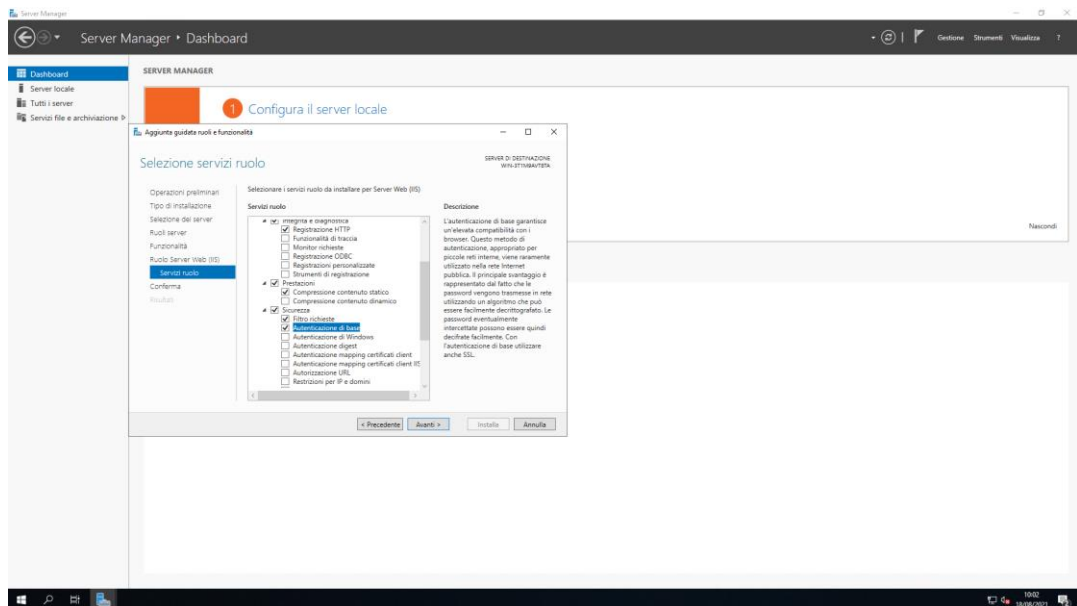 Server Manager
Server Manager • Dashboard
Gestione Strumenti Visualizza ?
Dashboard
Server locale
Tutti i server
Servizi file e archiviazione
SERVER MANAGER
1 Configura il server locale
Nascondi
Aggiunta guidata ruoli e funzionalità
Selezione servizi ruolo
SERVER DI DESTINAZIONE
Operazioni preliminari
Tipo di installazione
Selezione dei server
Ruoli server
Funzionalità
Ruolo Server Web (IIS)
Servizi ruolo
Conferma
Risultati
Selezionare i servizi ruolo da installare per Server Web (IIS)
Servizi ruolo
Integrità e diagnostica
Registrazione HTTP
Funzionalità di traccia
Monitor richieste
Registrazione ODBC
Registrazioni personalizzate
Strumenti di registrazione
Prestazioni
Compressione contenuto statico
Compressione contenuto dinamico
Sicurezza
Filtro richieste
Autenticazione di base
Autenticazione di Windows
Autenticazione digest
Autenticazione mapping certificati client
Autenticazione mapping certificati client IIS
Autorizzazione URL
Restrizioni per IP e domini
Descrizione
L'autenticazione di base garantisce
un'elevata compatibilità con i
browser. Questo metodo di
autenticazione, appropriato per
piccole reti interne, viene raramente
utilizzato nella rete Internet
pubblica. Il principale svantaggio è
rappresentato dal fatto che le
password vengono trasmesse in rete
utilizzando un algoritmo che può
essere facilmente decrittografato. Le
password eventualmente
intercettate possono essere quindi
decifrate facilmente. Con
l'autenticazione di base utilizzare
anche SSL.
< Precedente Avanti > Installa Annulla
10:02
18/08/2021